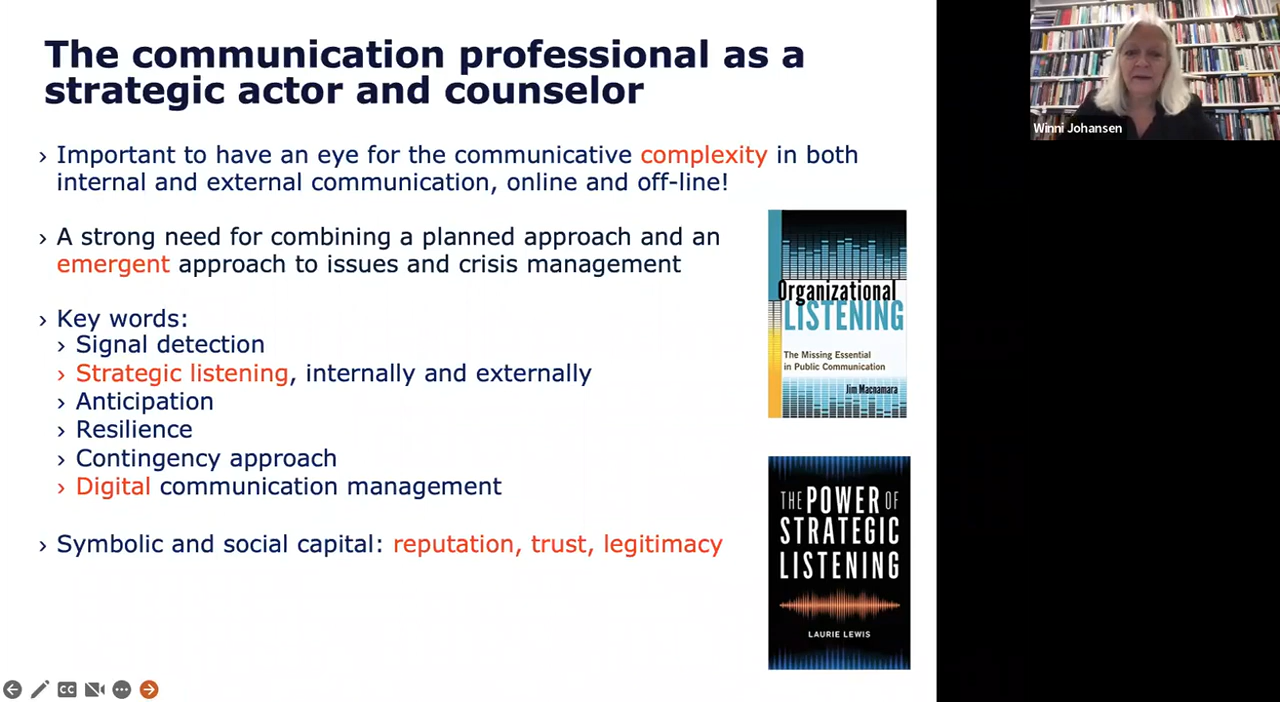 The communication professional as a
strategic actor and counselor
Winni Johansen
› Important to have an eye for the communicative complexity in both
internal and external communication, online and off-line!
› A strong need for combining a planned approach and an
emergent approach to issues and crisis management
› Key words:
› Signal detection
› Strategic listening, internally and externally
› Anticipation
› Resilience
› Contingency approach
› Digital communication management
› Symbolic and social capital: reputation, trust, legitimacy
Organizational
LISTENING
The Missing Essential
in Public Communication
Jim Macnamara
THE POWER OF
STRATEGIC
LISTENING
LAURIE LEWIS
CC